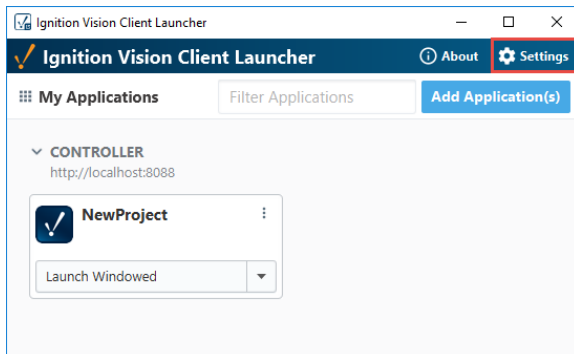 Ignition Vision Client Launcher
Ignition Vision Client Launcher
About
Settings
My Applications
Filter Applications
Add Application(s)
CONTROLLER
http://localhost:8088
NewProject
Launch Windowed